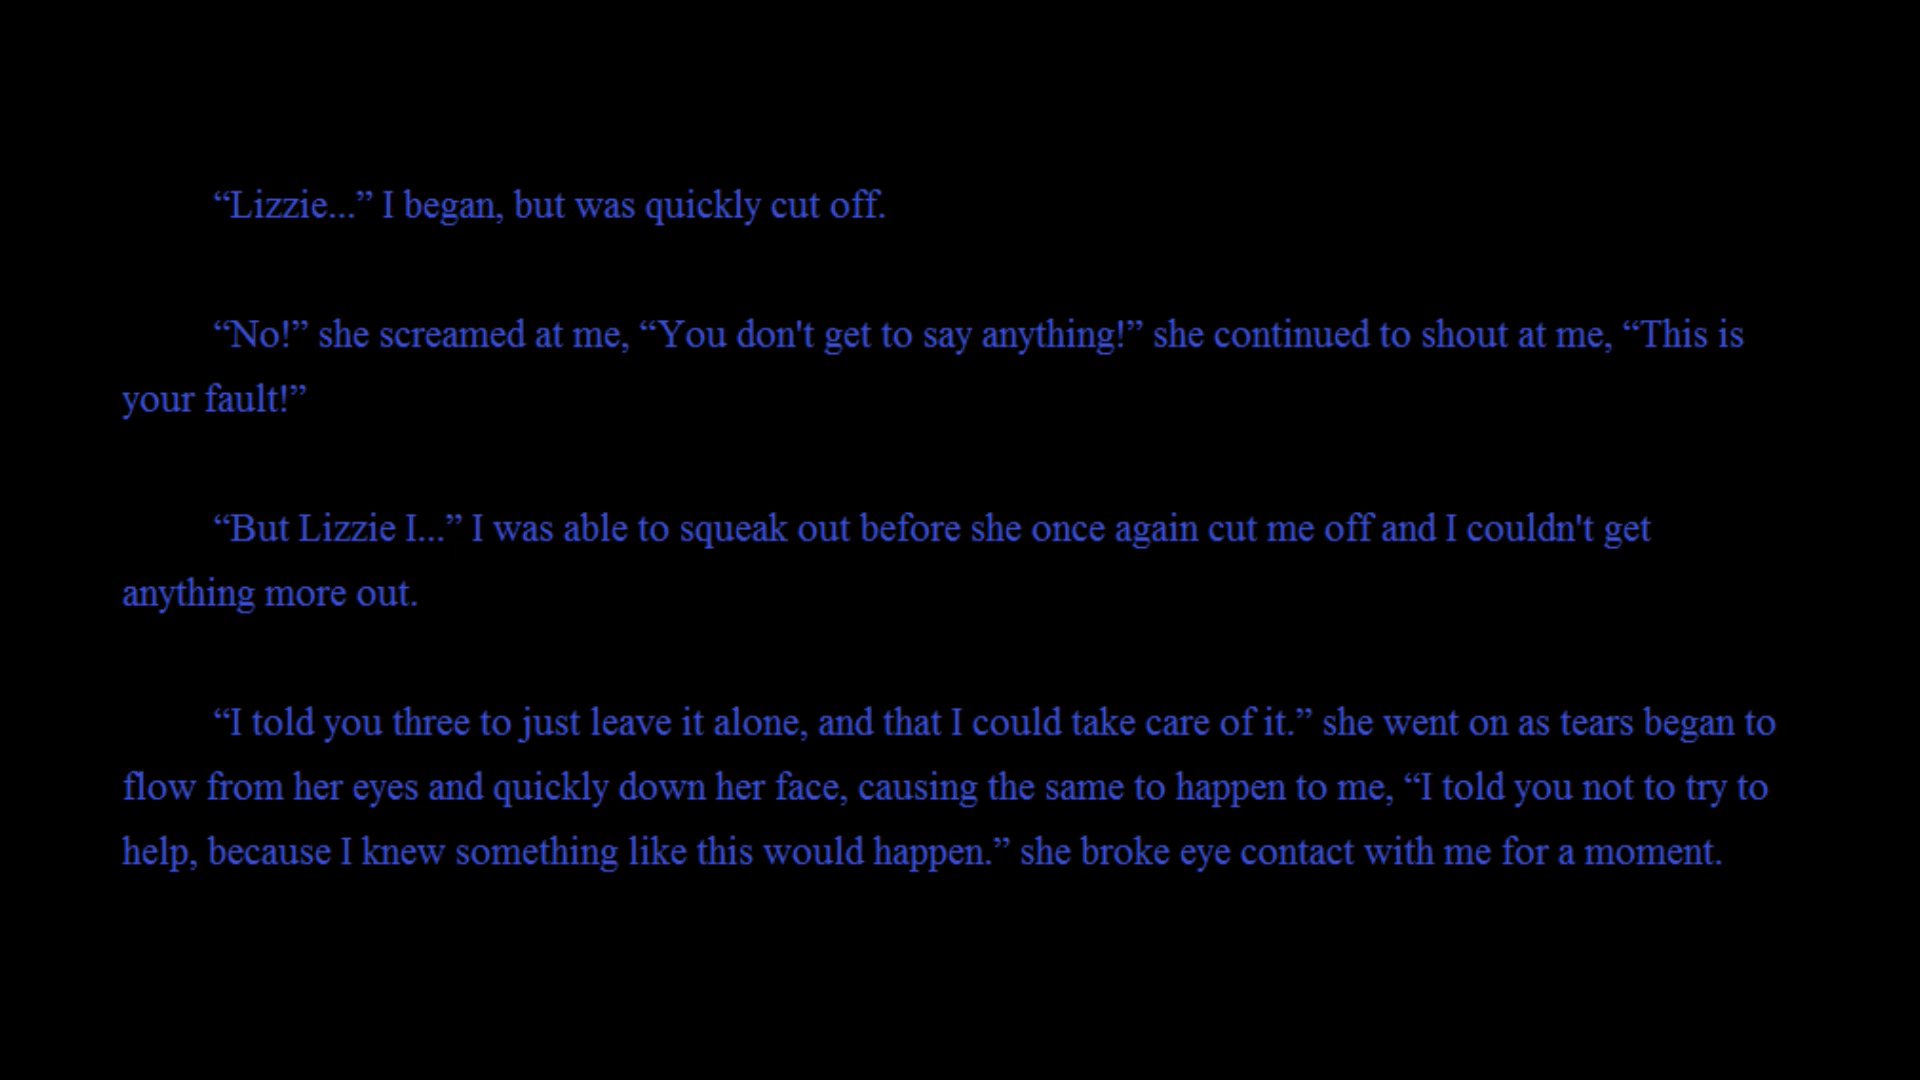 “Lizzie...” I began, but was quickly cut off.
“No!” she screamed at me, “You don't get to say anything!” she continued to shout at me, “This is
your fault!”
“But Lizzie I...” I was able to squeak out before she once again cut me off and I couldn't get
anything more out.
“I told you three to just leave it alone, and that I could take care of it.” she went on as tears began to
flow from her eyes and quickly down her face, causing the same to happen to me, “I told you not to try to
help, because I knew something like this would happen.” she broke eye contact with me for a moment.